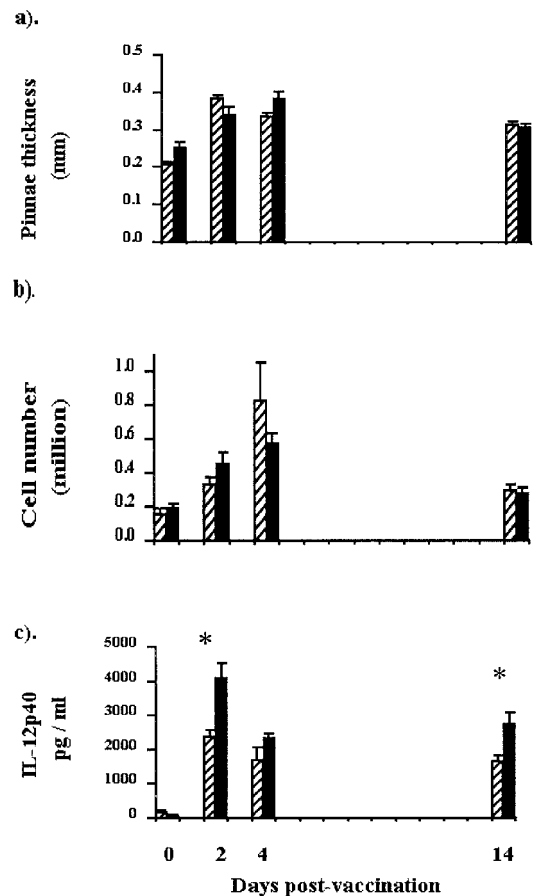 a).
0.5
0.4
0.3
0.2
0.1
0.0
Pinnae thickness
(mm)
b).
1.0
0.8
0.6
0.4
0.2
0.0
Cell number
(million)
c).
5000
4000
3000
2000
1000
0
IL-12p40
pg / ml
* *
0 2 4 14
Days post-vaccination